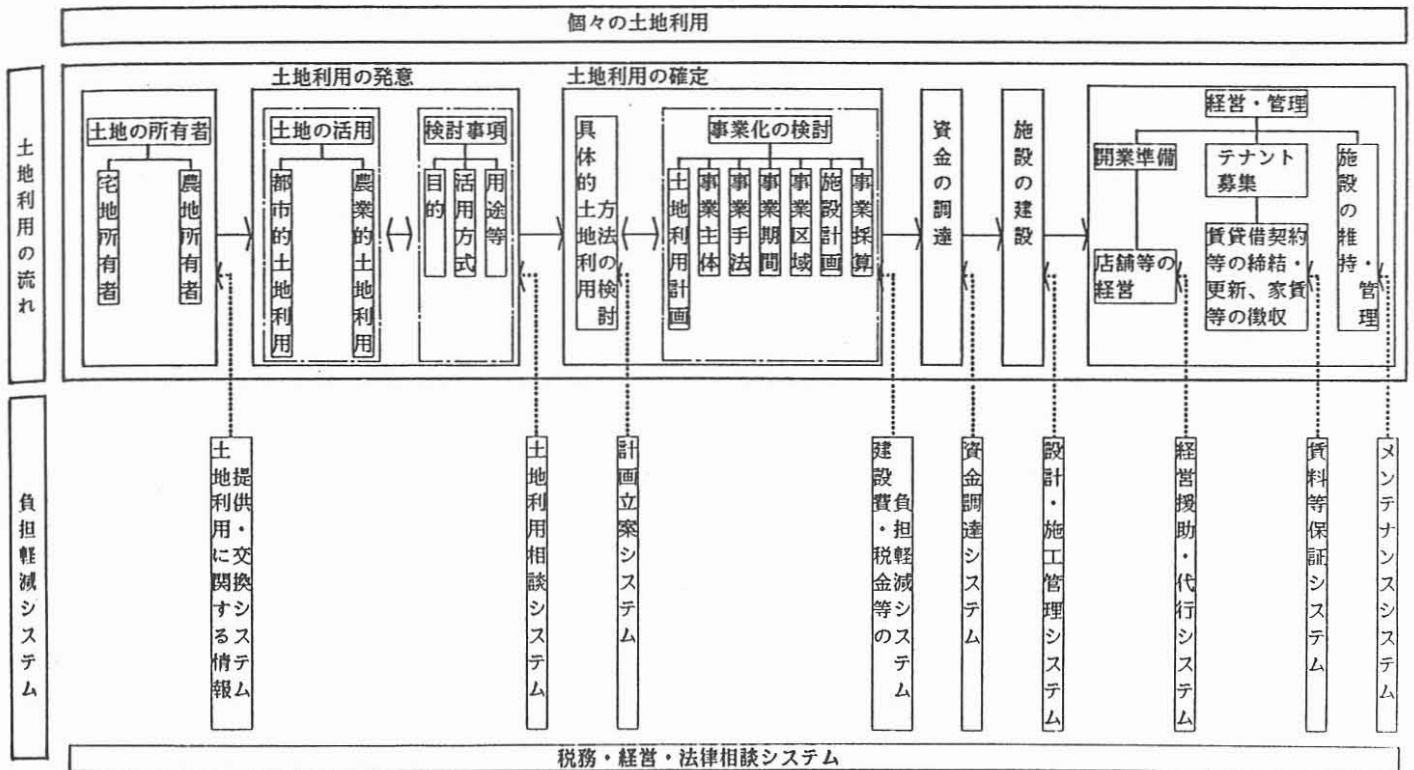 個々の土地利用
土地利用の流れ
土地利用の発意
土地利用の確定
土地の所有者
宅地所有者
農地所有者
土地の活用
都市的土地利用
農業的土地利用
検討事項
目的
活用方式
用途等
具体的土地利用
方法の検討
事業化の検討
土地利用計画
事業主体
事業手法
事業期間
事業区域
施設計画
事業採算
資金の調達
施設の建設
経営・管理
開業準備
店舗等の
経営
テナント
募集
賃貸借契約
等の締結・
更新、家賃
等の徴収
施設の維持
・管理
負担軽減システム
土地利用に関する情報
提供・交換システム
土地利用相談システム
計画立案システム
建設費・税金等の
負担軽減システム
資金調達システム
設計・施工管理システム
経営援助・代行システム
賃料等保証システム
メンテナンスシステム
税務・経営・法律相談システム